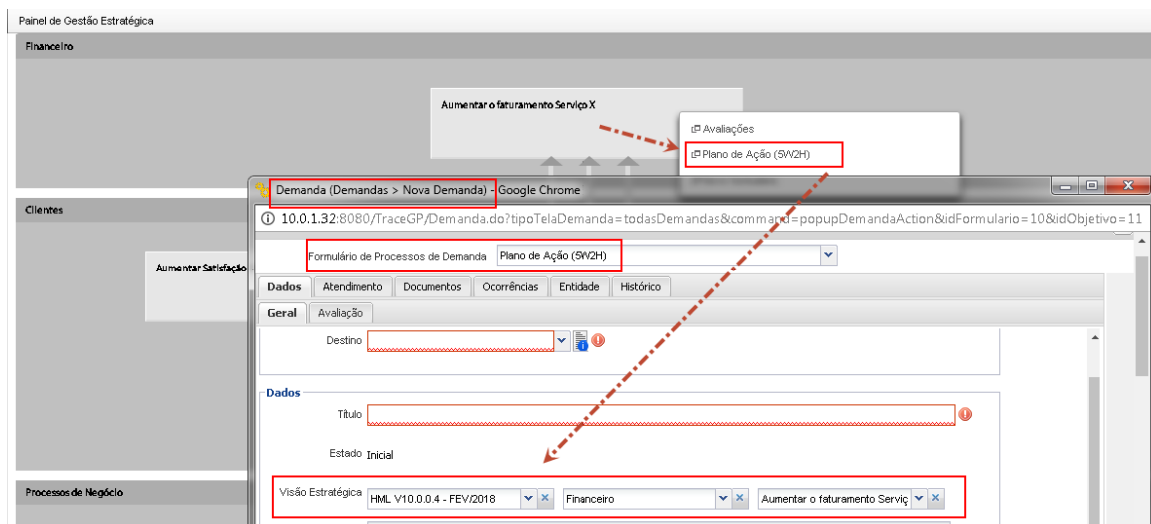 Painel de Gestão Estratégica
Financeiro
Aumentar o faturamento Serviço X
Avaliações
Plano de Ação (5W2H)
Demanda (Demandas > Nova Demanda) - Google Chrome
10.0.1.32:8080/TraceGP/Demanda.do?tipoTelaDemanda=todasDemandas&command=popupDemandaAction&idFormulario=10&idObjetivo=11
Clientes
Aumentar Satisfação
Formulário de Processos de Demanda Plano de Ação (5W2H)
Dados Atendimento Documentos Ocorrências Entidade Histórico
Geral Avaliação
Destino
Dados
Título
Estado Inicial
Visão Estratégica HML V10.0.0.4 - FEV/2018 Financeiro Aumentar o faturamento Serviç
Processos de Negócio